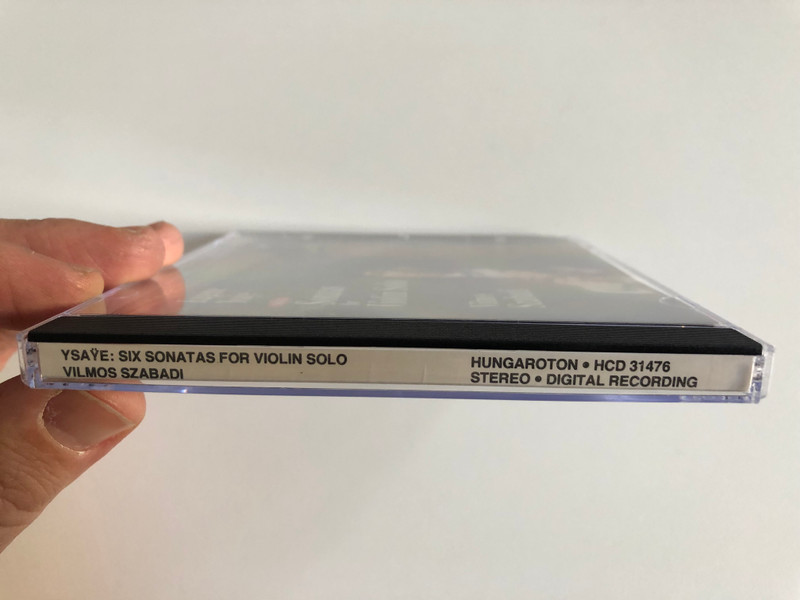 YSAŸE: SIX SONATAS FOR VIOLIN SOLO
VILMOS SZABADI
HUNGAROTON • HCD 31476
STEREO • DIGITAL RECORDING